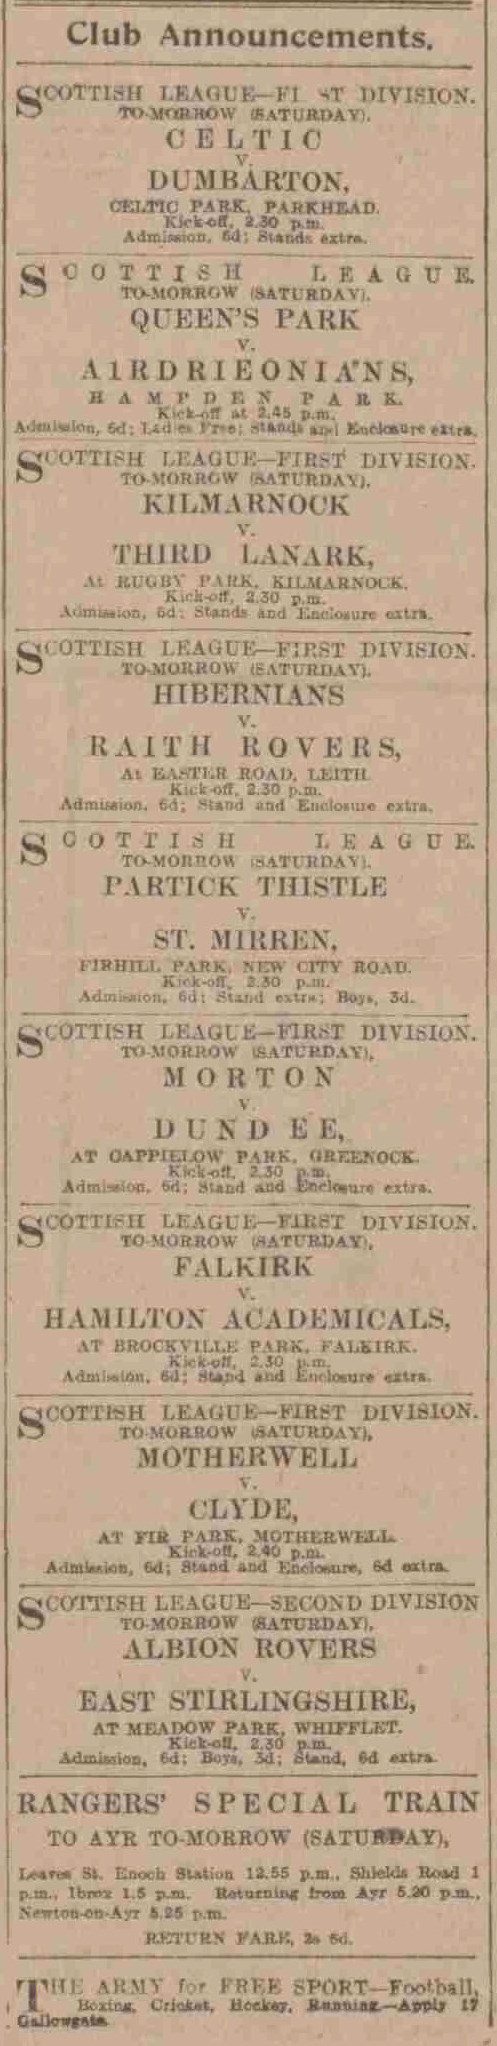 Club Announcements.
SCOTTISH LEAGUE—FI ST DIVISION.
TO-MORROW (SATURDAY).
CELTIC
v.
DUMBARTON,
CELTIC PARK, PARKHEAD.
Kick-off, 2.30 p.m.
Admission, 6d; Stands extra.
SCOTTISH LEAGUE.
TO-MORROW (SATURDAY).
QUEEN'S PARK
v.
AIRDRIEONIANS,
HAMPDEN PARK.
Kick-off at 2.45 p.m.
Admission, 6d; Ladies Free; Stands and Enclosure extra.
SCOTTISH LEAGUE—FIRST DIVISION.
TO-MORROW (SATURDAY),
KILMARNOCK
v.
THIRD LANARK,
At RUGBY PARK, KILMARNOCK.
Kick-off, 2.30 p.m.
Admission, 6d; Stands and Enclosure extra.
SCOTTISH LEAGUE—FIRST DIVISION.
TO-MORROW (SATURDAY).
HIBERNIANS
v.
RAITH ROVERS,
At EASTER ROAD, LEITH.
Kick-off, 2.30 p.m.
Admission, 6d; Stand and Enclosure extra.
SCOTTISH LEAGUE.
TO-MORROW (SATURDAY).
PARTICK THISTLE
v.
ST. MIRREN,
FIRHILL PARK, NEW CITY ROAD.
Kick-off, 2.30 p.m.
Admission, 6d; Stand extra; Boys, 3d.
SCOTTISH LEAGUE—FIRST DIVISION.
TO-MORROW (SATURDAY),
MORTON
v.
DUNDEE,
AT CAPPIELOW PARK, GREENOCK.
Kick-off, 2.30 p.m.
Admission, 6d; Stand and Enclosure extra.
SCOTTISH LEAGUE—FIRST DIVISION.
TO-MORROW (SATURDAY),
FALKIRK
v.
HAMILTON ACADEMICALS,
AT BROCKVILLE PARK, FALKIRK.
Kick-off, 2.30 p.m.
Admission, 6d; Stand and Enclosure extra.
SCOTTISH LEAGUE—FIRST DIVISION.
TO-MORROW (SATURDAY),
MOTHERWELL
v.
CLYDE,
AT FIR PARK, MOTHERWELL.
Kick-off, 2.40 p.m.
Admission, 6d; Stand and Enclosure, 6d extra.
SCOTTISH LEAGUE—SECOND DIVISION
TO-MORROW (SATURDAY),
ALBION ROVERS
v.
EAST STIRLINGSHIRE,
AT MEADOW PARK, WHIFFLET.
Kick-off, 2.30 p.m.
Admission, 6d; Boys, 3d; Stand, 6d extra.
RANGERS' SPECIAL TRAIN
TO AYR TO-MORROW (SATURDAY),
Leaves St. Enoch Station 12.55 p.m., Shields Road 1
p.m., Ibrox 1.5 p.m. Returning from Ayr 5.20 p.m.,
Newton-on-Ayr 5.25 p.m.
RETURN FARE, 2s 6d.
THE ARMY for FREE SPORT—Football,
Boxing, Cricket, Hockey, Running—Apply 17
Gallowgate.